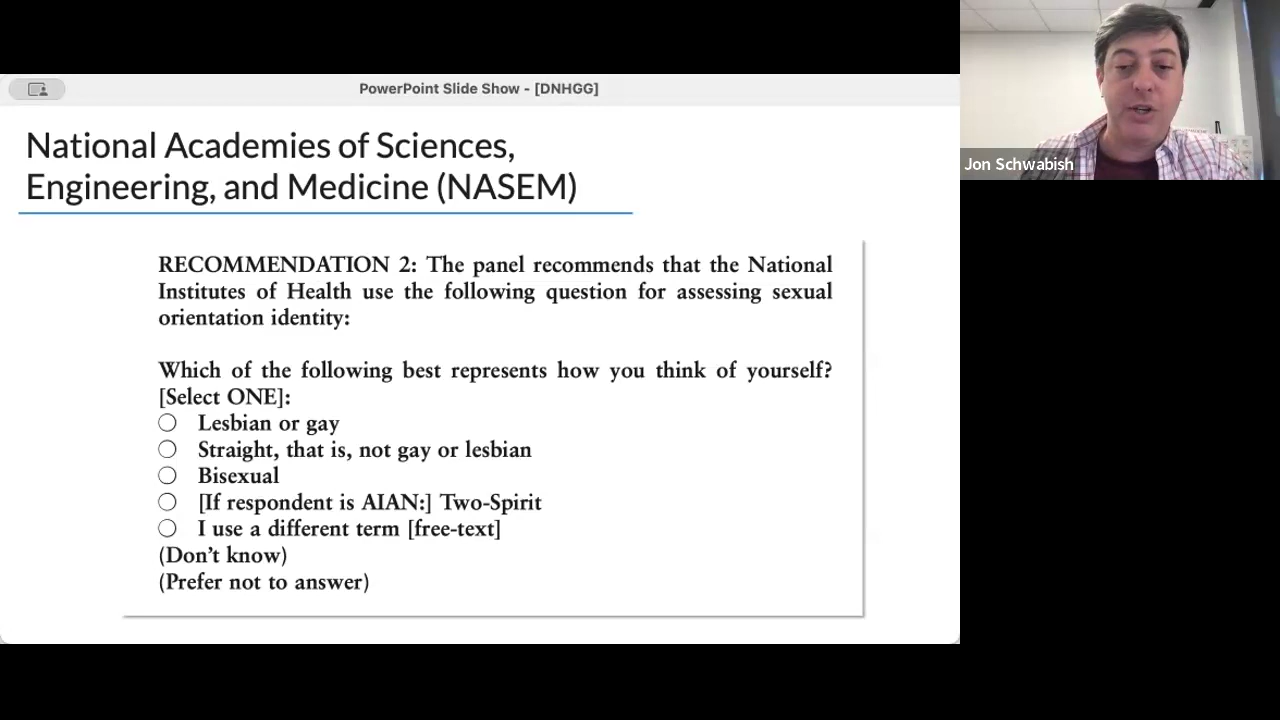 PowerPoint Slide Show - [DNHGG]
National Academies of Sciences,
Engineering, and Medicine (NASEM)
RECOMMENDATION 2: The panel recommends that the National
Institutes of Health use the following question for assessing sexual
orientation identity:
Which of the following best represents how you think of yourself?
[Select ONE]:
Lesbian or gay
Straight, that is, not gay or lesbian
Bisexual
[If respondent is AIAN:] Two-Spirit
I use a different term [free-text]
(Don’t know)
(Prefer not to answer)
Jon Schwabish